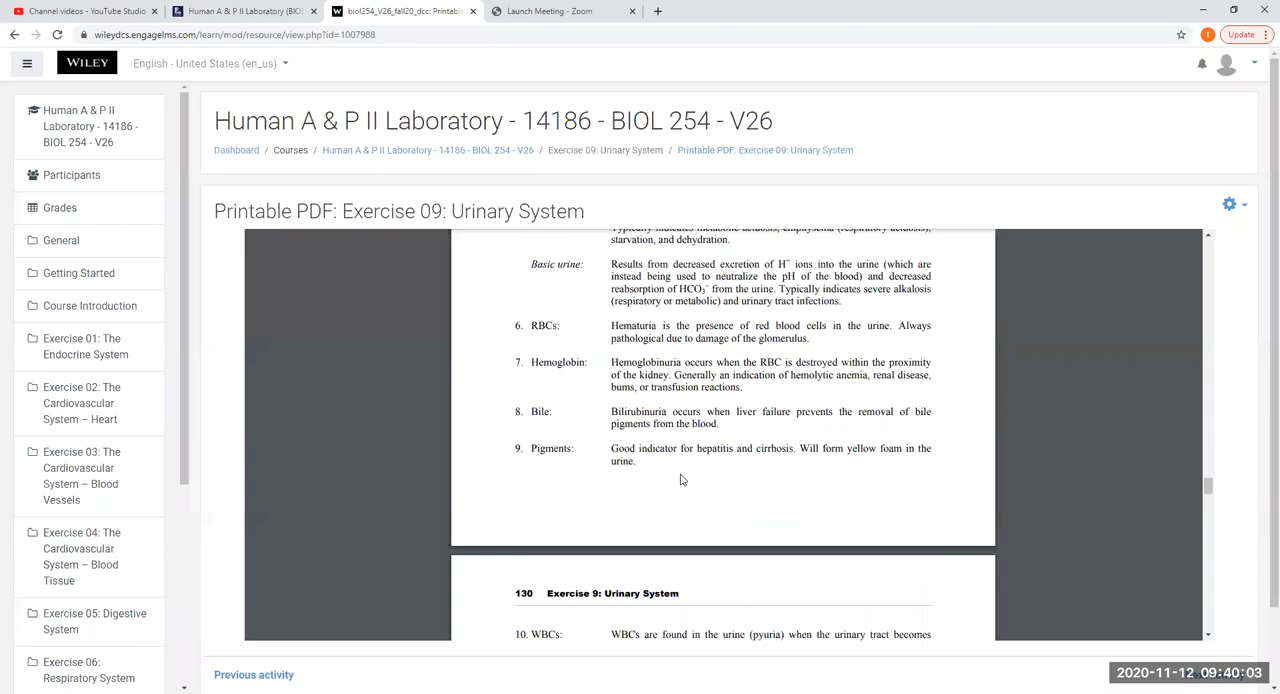 Channel videos - YouTube Studio
Human A & P II Laboratory (BIOL
biol254_V26_fall20_dcc: Printable
Launch Meeting - Zoom
wileydcs.engagelms.com/learn/mod/resource/view.php?id=1007988
T
Update
WILEY
English - United States (en_us)
Human A & P II
Laboratory - 14186 -
BIOL 254 - V26
Participants
Grades
General
Getting Started
Course Introduction
Exercise 01: The
Endocrine System
Exercise 02: The
Cardiovascular
System – Heart
Exercise 03: The
Cardiovascular
System – Blood
Vessels
Exercise 04: The
Cardiovascular
System – Blood
Tissue
Exercise 05: Digestive
System
Exercise 06:
Respiratory System
Human A & P II Laboratory - 14186 - BIOL 254 - V26
Dashboard / Courses / Human A & P II Laboratory - 14186 - BIOL 254 - V26 / Exercise 09: Urinary System / Printable PDF: Exercise 09: Urinary System
Printable PDF: Exercise 09: Urinary System
Typically indicates metabolic acidosis, emphysema (respiratory acidosis),
starvation, and dehydration.
Basic urine: Results from decreased excretion of H⁺ ions into the urine (which are
instead being used to neutralize the pH of the blood) and decreased
reabsorption of HCO₃⁻ from the urine. Typically indicates severe alkalosis
(respiratory or metabolic) and urinary tract infections.
6. RBCs: Hematuria is the presence of red blood cells in the urine. Always
pathological due to damage of the glomerulus.
7. Hemoglobin: Hemoglobinuria occurs when the RBC is destroyed within the proximity
of the kidney. Generally an indication of hemolytic anemia, renal disease,
bums, or transfusion reactions.
8. Bile: Bilirubinuria occurs when liver failure prevents the removal of bile
pigments from the blood.
9. Pigments: Good indicator for hepatitis and cirrhosis. Will form yellow foam in the
urine.
130 Exercise 9: Urinary System
10. WBCs: WBCs are found in the urine (pyuria) when the urinary tract becomes
Previous activity
2020-11-12 09:40:03